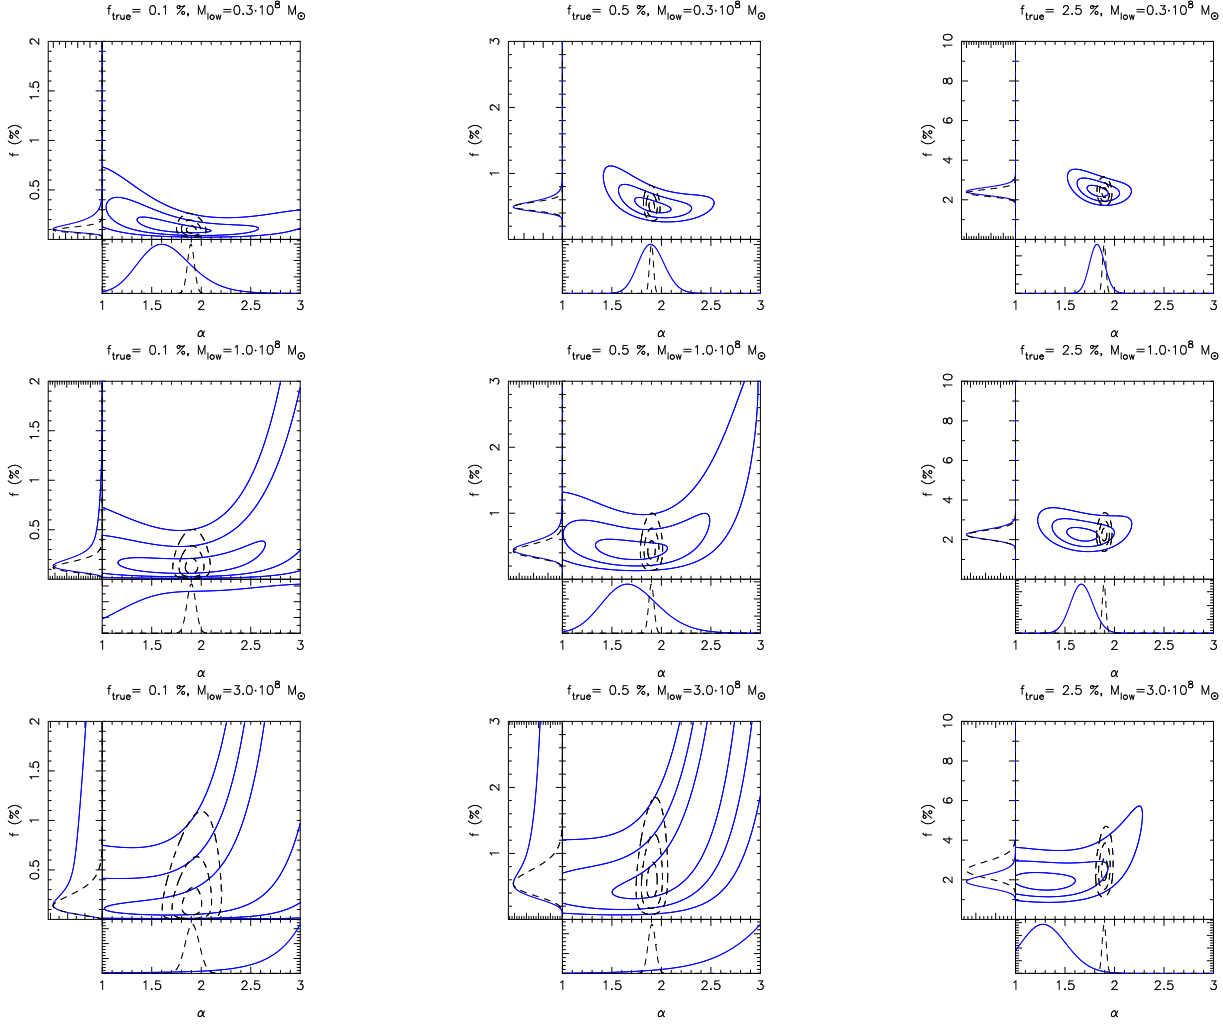 f_true= 0.1 %, M_low=0.3·10^8 M_⊙
f_true= 0.5 %, M_low=0.3·10^8 M_⊙
f_true= 2.5 %, M_low=0.3·10^8 M_⊙
f (%)
0.5
1
1.5
2
1 1.5 2 2.5 3
α
f (%)
1
2
3
1 1.5 2 2.5 3
α
f (%)
2
4
6
8
10
1 1.5 2 2.5 3
α
f_true= 0.1 %, M_low=1.0·10^8 M_⊙
f_true= 0.5 %, M_low=1.0·10^8 M_⊙
f_true= 2.5 %, M_low=1.0·10^8 M_⊙
f (%)
0.5
1
1.5
2
1 1.5 2 2.5 3
α
f (%)
1
2
3
1 1.5 2 2.5 3
α
f (%)
2
4
6
8
10
1 1.5 2 2.5 3
α
f_true= 0.1 %, M_low=3.0·10^8 M_⊙
f_true= 0.5 %, M_low=3.0·10^8 M_⊙
f_true= 2.5 %, M_low=3.0·10^8 M_⊙
f (%)
0.5
1
1.5
2
1 1.5 2 2.5 3
α
f (%)
1
2
3
1 1.5 2 2.5 3
α
f (%)
2
4
6
8
10
1 1.5 2 2.5 3
α